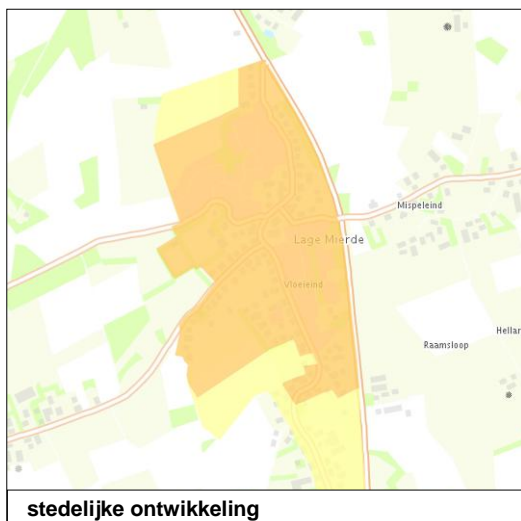 Mispeleind
Lage Mierde
Vloeieind
Raamsloop
Hellar
stedelijke ontwikkeling